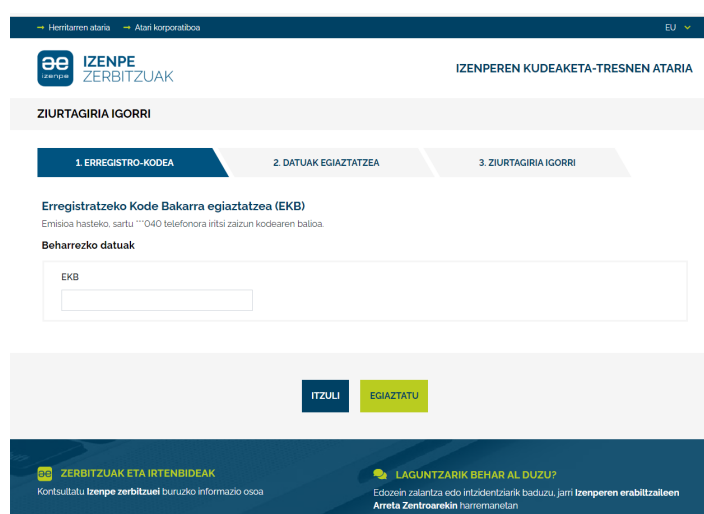 → Herritarren ataria → Atari korporatiboa EU
izenpe IZENPE
ZERBITZUAK
IZENPEREN KUDEAKETA-TRESNEN ATARIA
ZIURTAGIRIA IGORRI
1. ERREGISTRO-KODEA 2. DATUAK EGIAZTATZEA 3. ZIURTAGIRIA IGORRI
Erregistratzeko Kode Bakarra egiaztatzea (EKB)
Emisioa hasteko, sartu ***040 telefonora iritsi zaizun kodearen balioa.
Beharrezko datuak
EKB
ITZULI EGIAZTATU
ZERBITZUAK ETA IRTENBIDEAK
Kontsultatu Izenpe zerbitzuei buruzko informazio osoa
LAGUNTZARIK BEHAR AL DUZU?
Edozein zalantza edo intzidentziarik baduzu, jarri Izenperen erabiltzaileen
Arreta Zentroarekin harremanetan